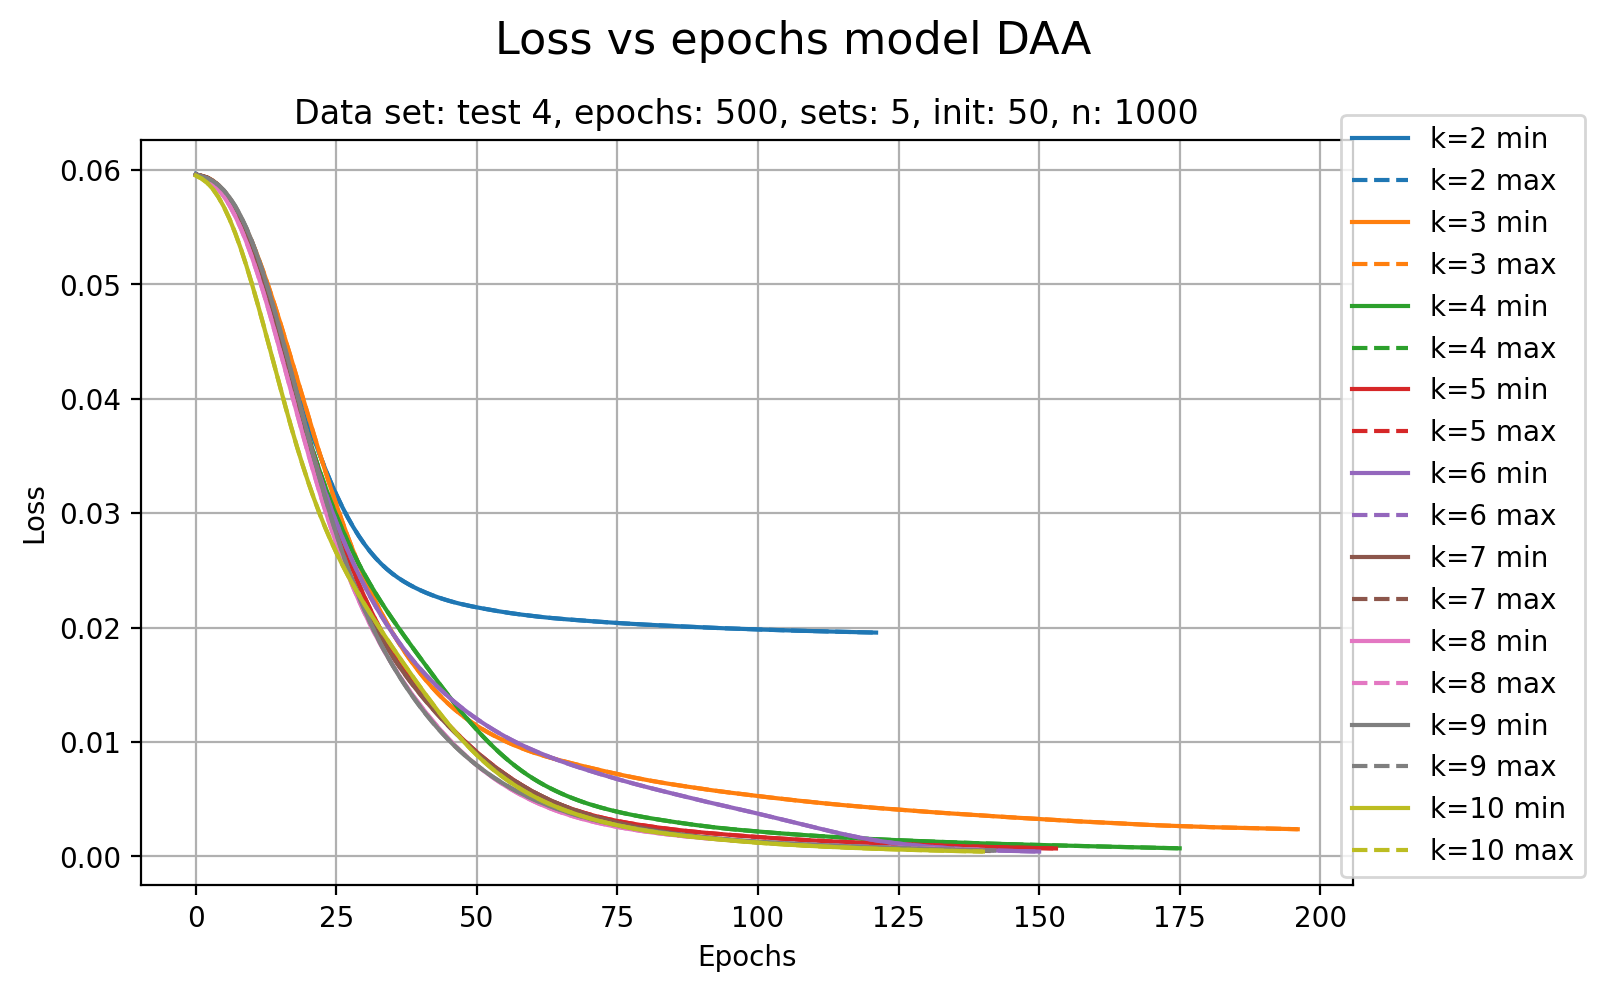 Loss vs epochs model DAA
Data set: test 4, epochs: 500, sets: 5, init: 50, n: 1000
0.06
0.05
0.04
0.03
0.02
0.01
0.00
Loss
0 25 50 75 100 125 150 175 200
Epochs
k=2 min
k=2 max
k=3 min
k=3 max
k=4 min
k=4 max
k=5 min
k=5 max
k=6 min
k=6 max
k=7 min
k=7 max
k=8 min
k=8 max
k=9 min
k=9 max
k=10 min
k=10 max